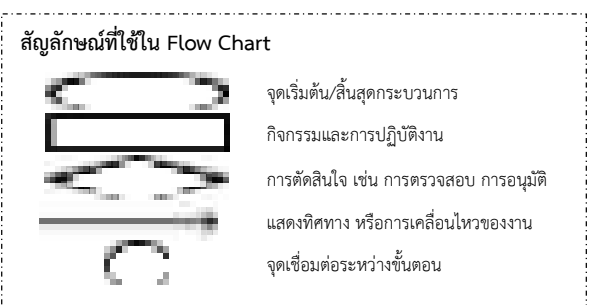 สัญลักษณ์ที่ใช้ใน Flow Chart
จุดเริ่มต้น/สิ้นสุดกระบวนการ
กิจกรรมและการปฏิบัติงาน
การตัดสินใจ เช่น การตรวจสอบ การอนุมัติ
แสดงทิศทาง หรือการเคลื่อนไหวของงาน
จุดเชื่อมต่อระหว่างขั้นตอน